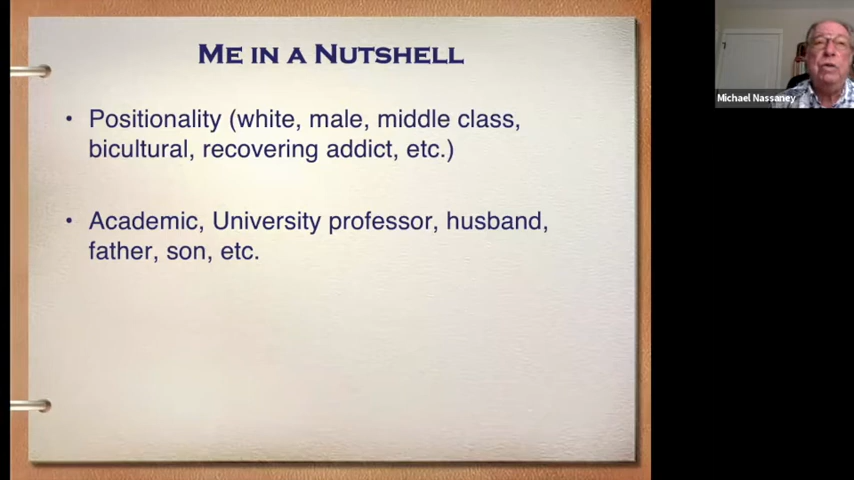 ME IN A NUTSHELL
• Positionality (white, male, middle class,
bicultural, recovering addict, etc.)
• Academic, University professor, husband,
father, son, etc.
Michael Nassaney